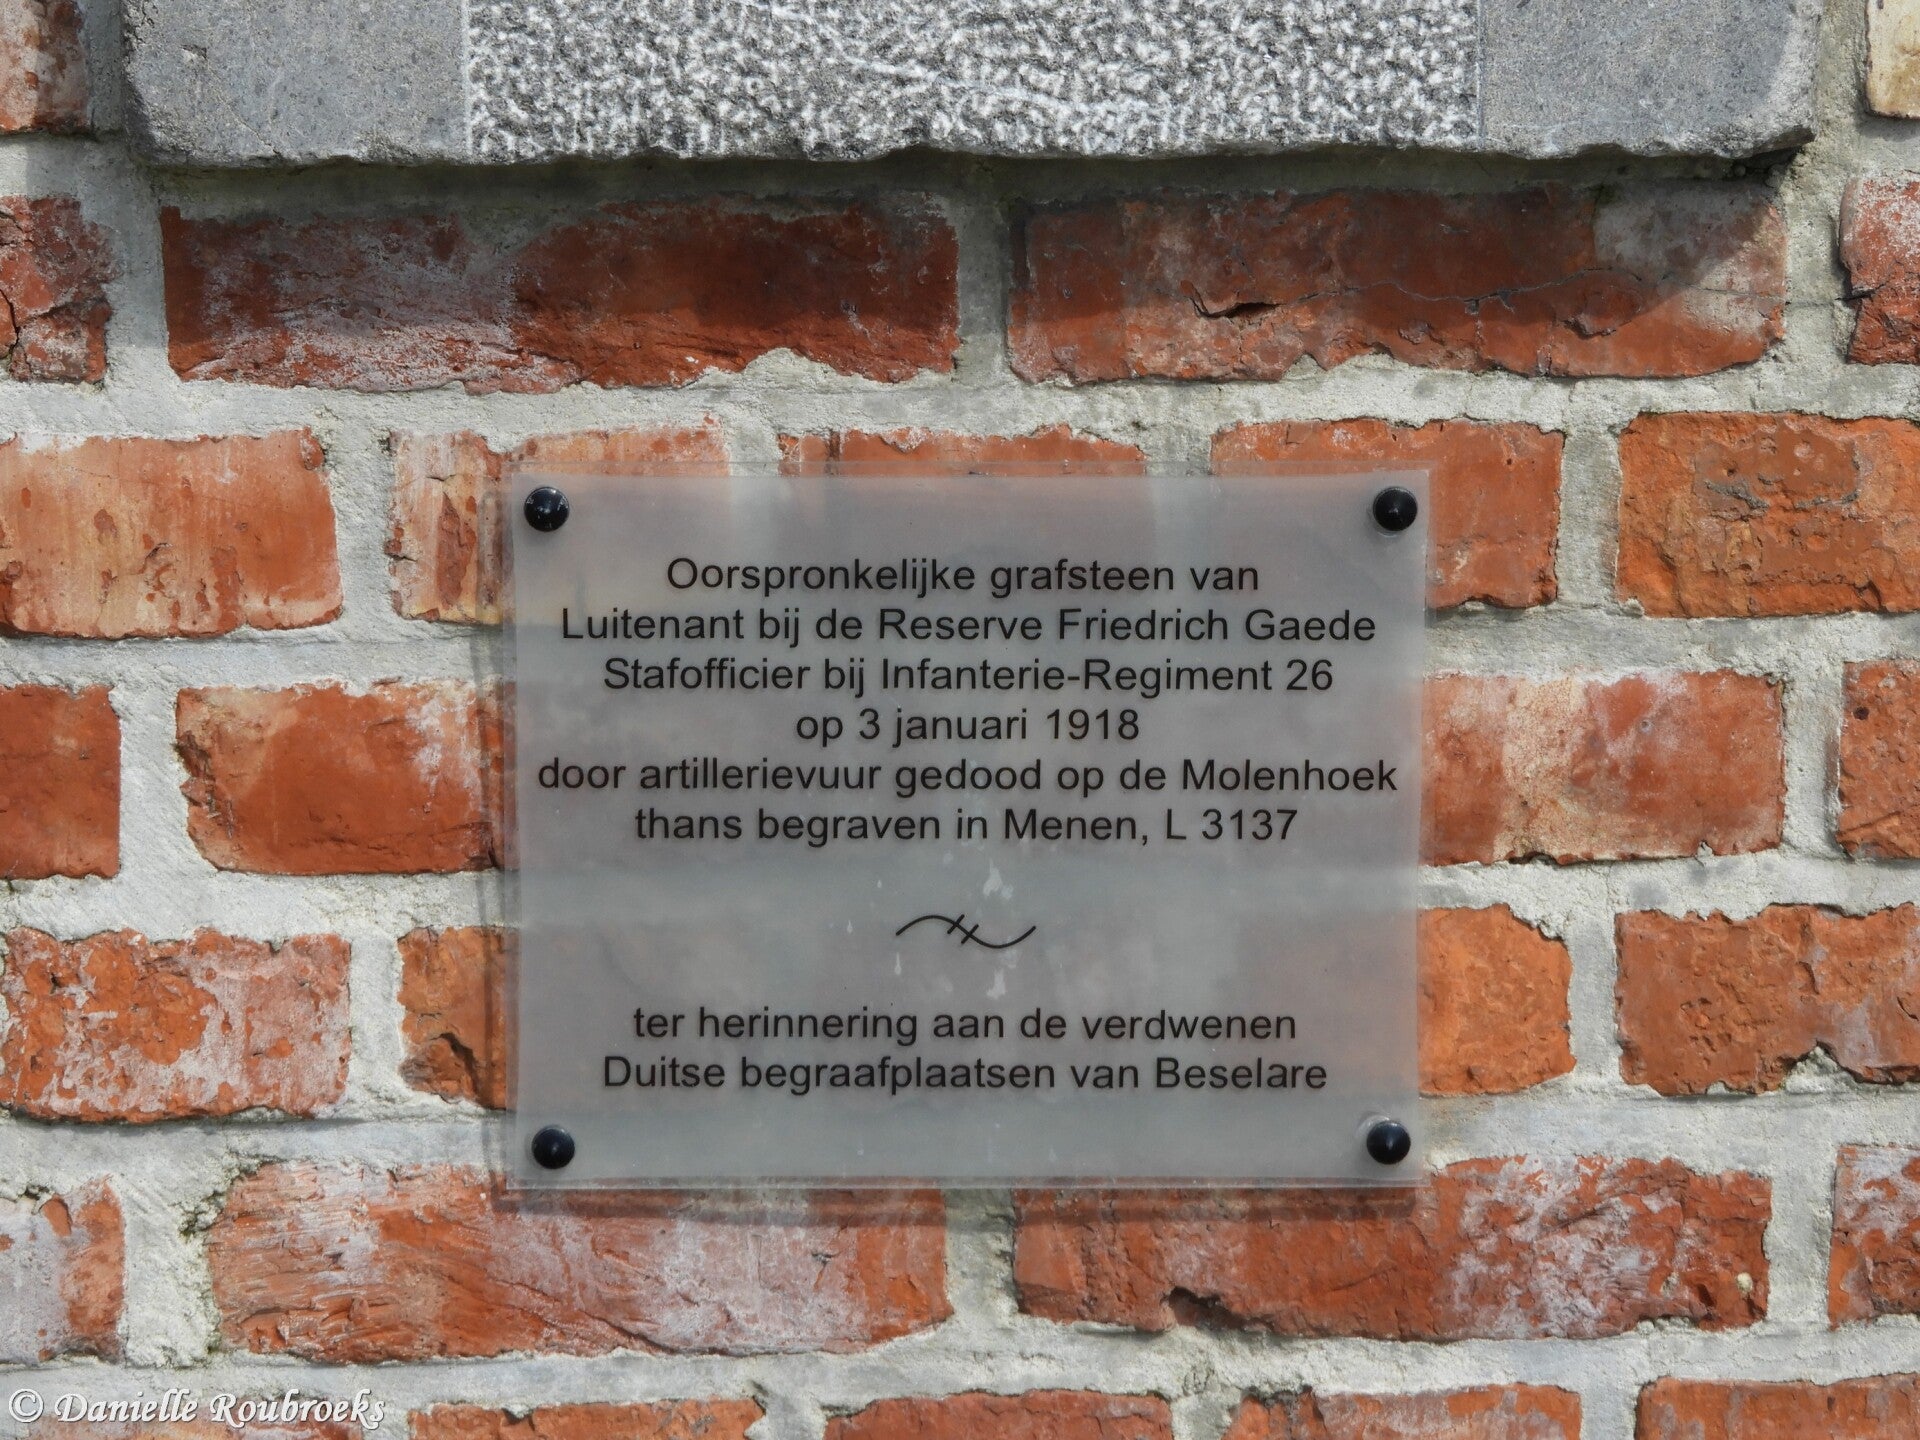 Oorspronkelijke grafsteen van
Luitenant bij de Reserve Friedrich Gaede
Stafofficier bij Infanterie-Regiment 26
op 3 januari 1918
door artillerievuur gedood op de Molenhoek
thans begraven in Menen, L 3137
ter herinnering aan de verdwenen
Duitse begraafplaatsen van Beselare
© Danielle Roubroeks